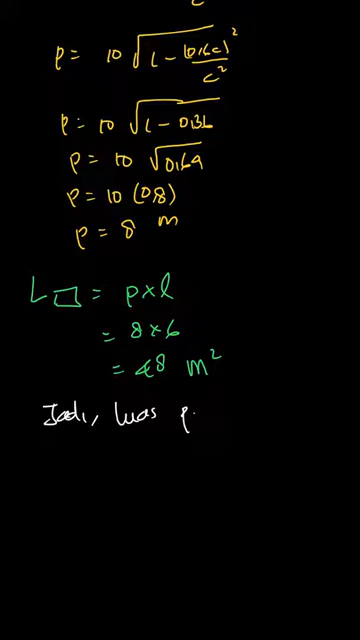 p = 10 √(1 - (0,6c)²/c²)
p = 10 √(1 - 0,36)
p = 10 √0,64
p = 10 (0,8)
p = 8 m
L▭ = p x l
= 8 x 6
= 48 m²
Jadi, luas p